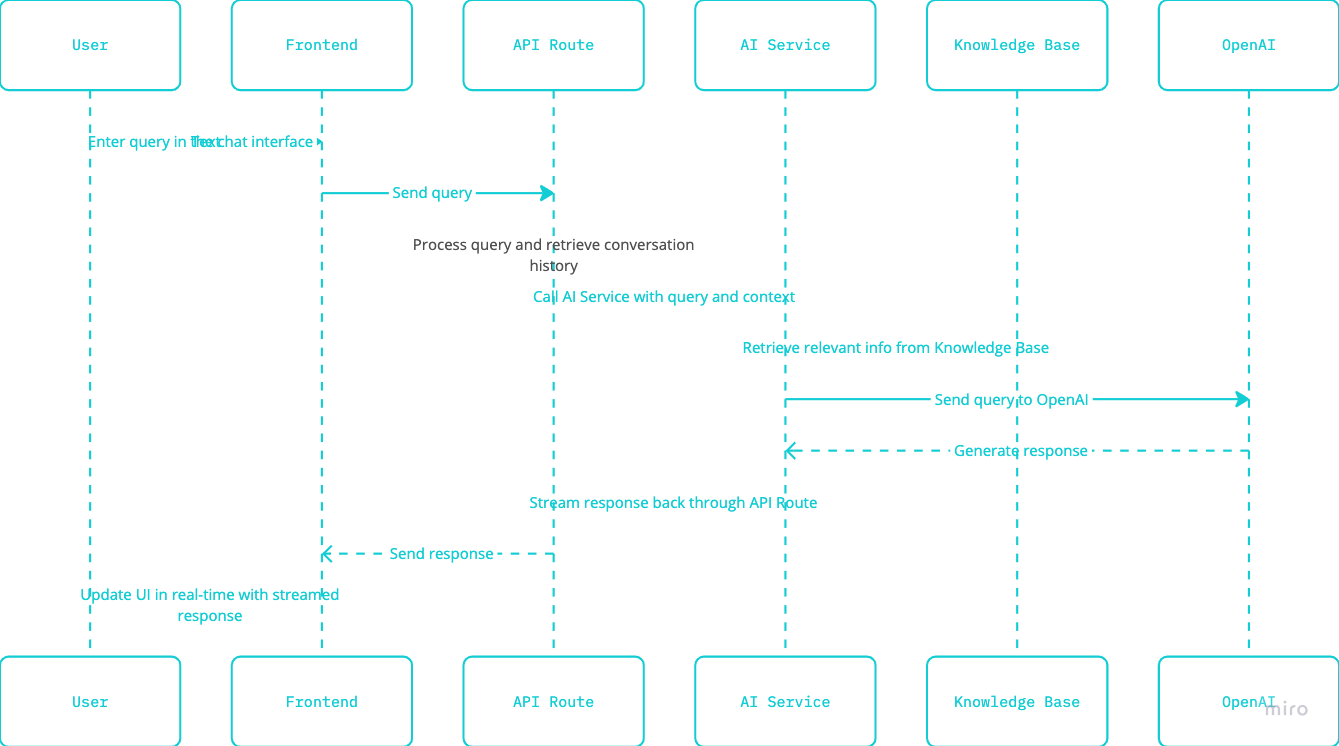 User
Frontend
API Route
AI Service
Knowledge Base
OpenAI
Enter query in the chat interface
Text
Send query
Process query and retrieve conversation
history
Call AI Service with query and context
Retrieve relevant info from Knowledge Base
Send query to OpenAI
Generate response
Stream response back through API Route
Send response
Update UI in real-time with streamed
response
User
Frontend
API Route
AI Service
Knowledge Base
OpenAI
miro